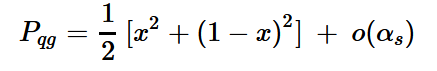 P_{qg} = \frac{1}{2} [x^2 + (1 - x)^2] + o(α_s)